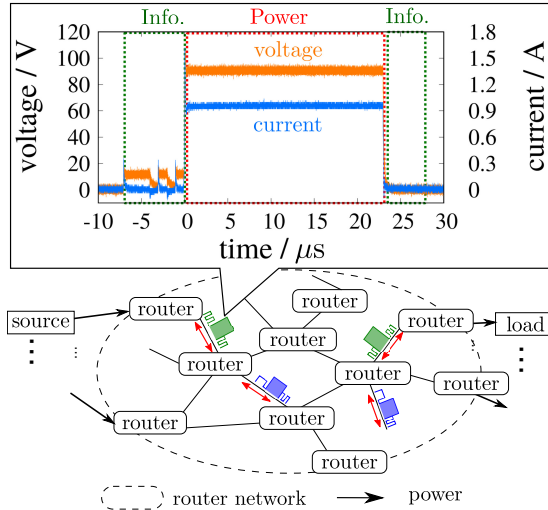 Info. Power Info.
voltage / V
current / A
120 1.8
100 1.5
80 1.2
60 0.9
40 0.6
20 0.3
0 0
voltage
current
-10 -5 0 5 10 15 20 25 30
time / μs
router
router router
source load
router
router router
router
router router
router
router network power